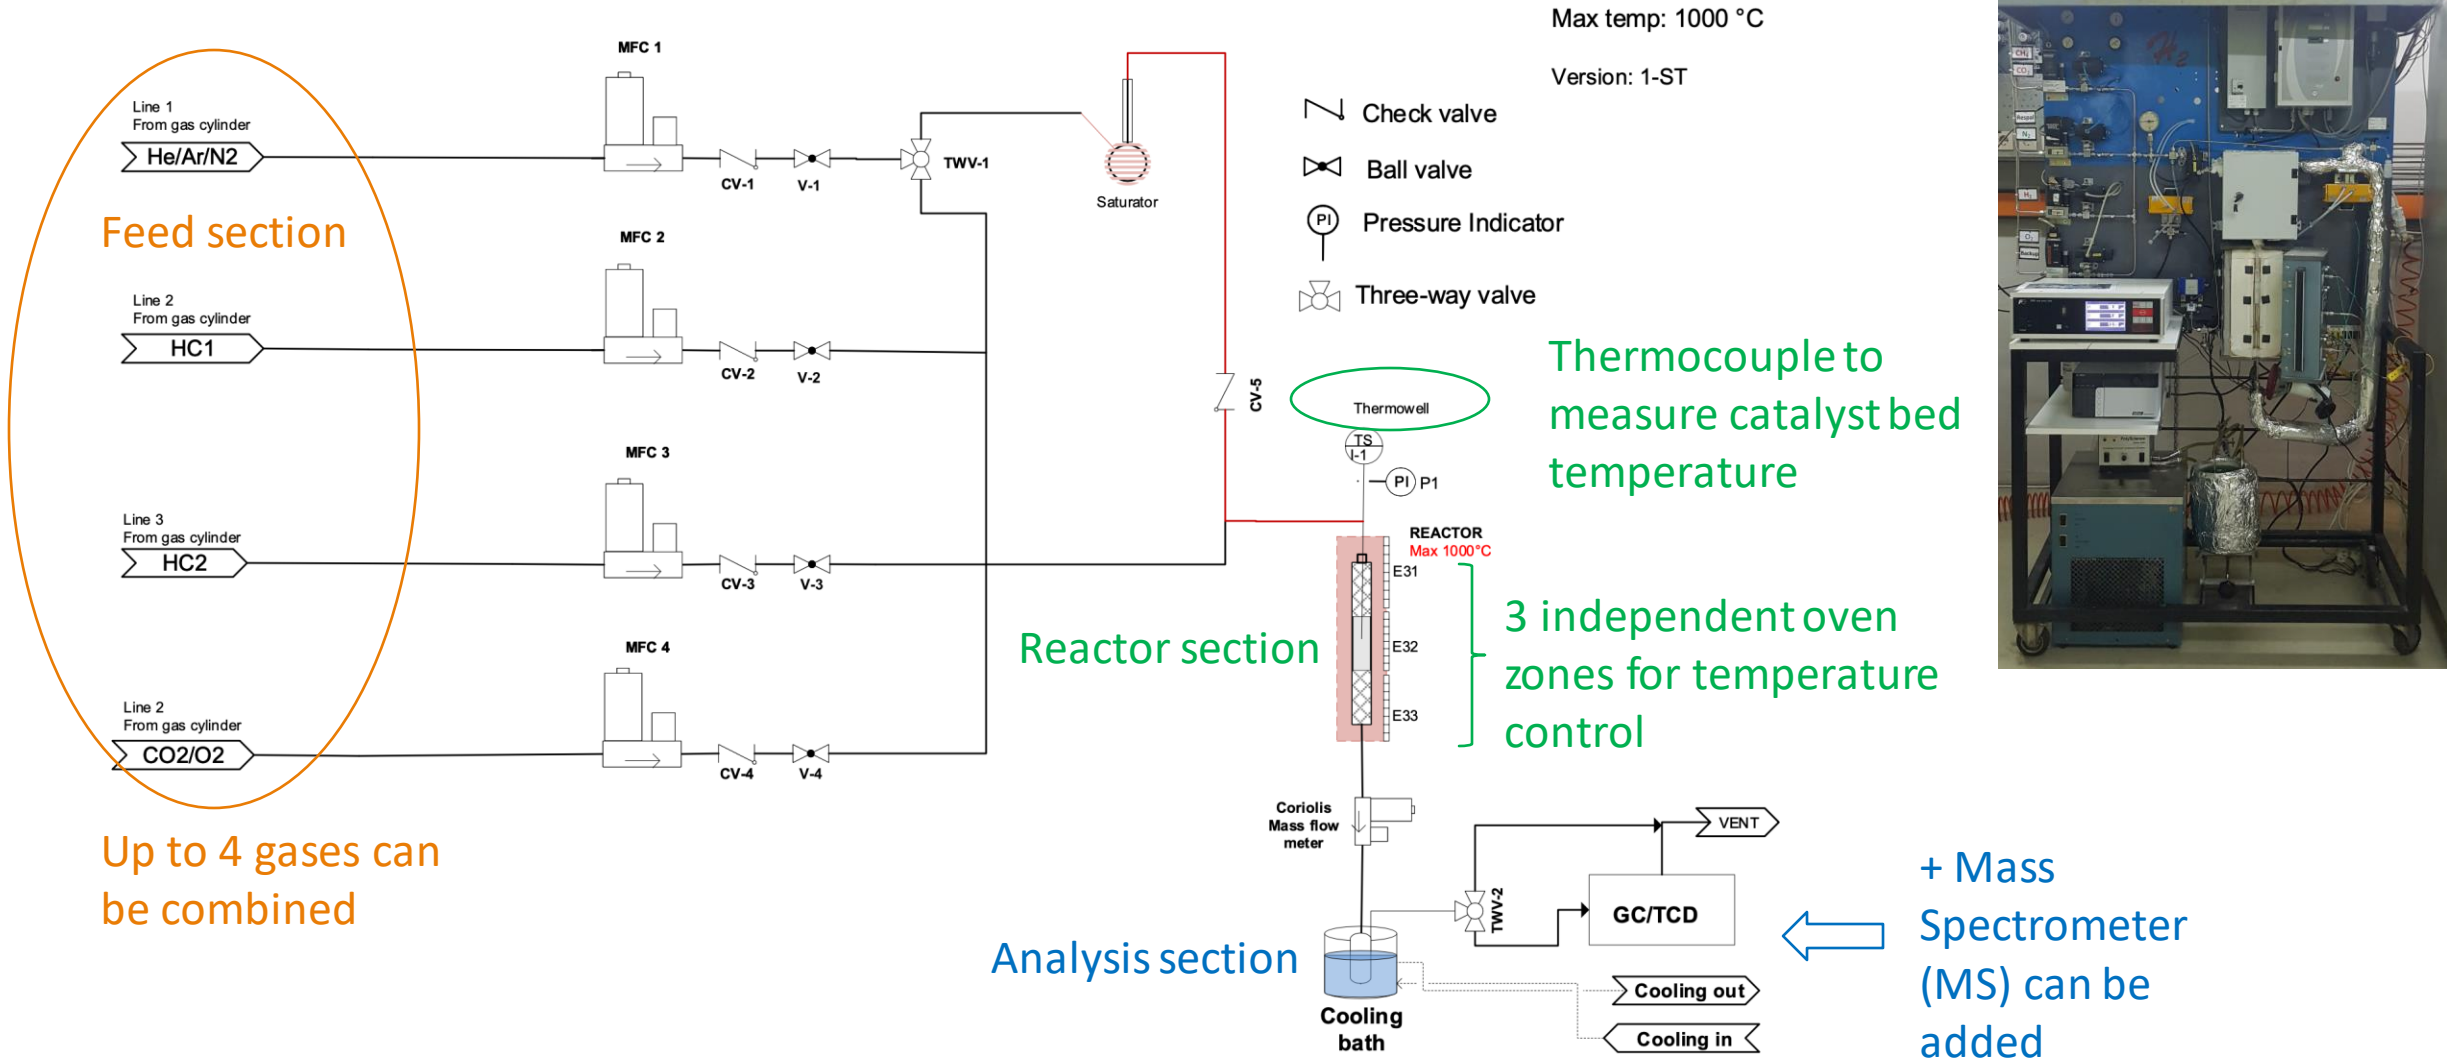 Max temp: 1000 °C
Version: 1-ST
MFC 1
Line 1
From gas cylinder
He/Ar/N2
CV-1
V-1
TWV-1
Saturator
Check valve
Ball valve
PI
Pressure Indicator
Three-way valve
Feed section
MFC 2
Line 2
From gas cylinder
HC1
CV-2
V-2
CV-5
Thermowell
TS
I-1
PI
P1
Thermocouple to
measure catalyst bed
temperature
MFC 3
Line 3
From gas cylinder
HC2
CV-3
V-3
REACTOR
Max 1000°C
E31
E32
E33
Reactor section
3 independent oven
zones for temperature
control
MFC 4
Line 2
From gas cylinder
CO2/O2
CV-4
V-4
Up to 4 gases can
be combined
Coriolis
Mass flow
meter
VENT
TWV-2
GC/TCD
Analysis section
Cooling out
Cooling in
Cooling
bath
+ Mass
Spectrometer
(MS) can be
added
CH4
CO2
N2
H2
O2